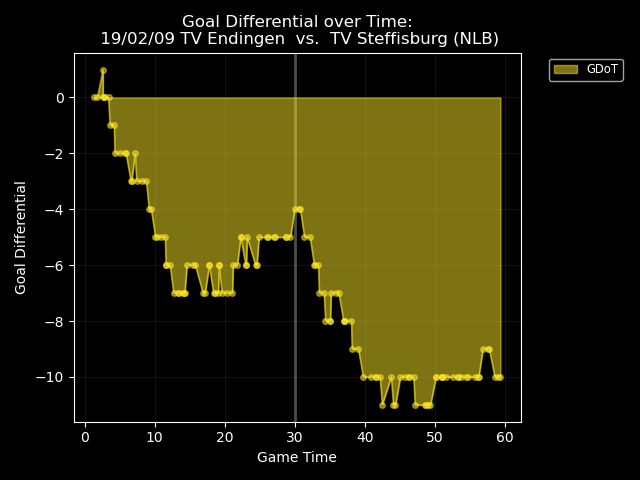 Goal Differential over Time:
19/02/09 TV Endingen  vs.  TV Steffisburg (NLB)
GDoT
Goal Differential
0
−2
−4
−6
−8
−10
0 10 20 30 40 50 60
Game Time